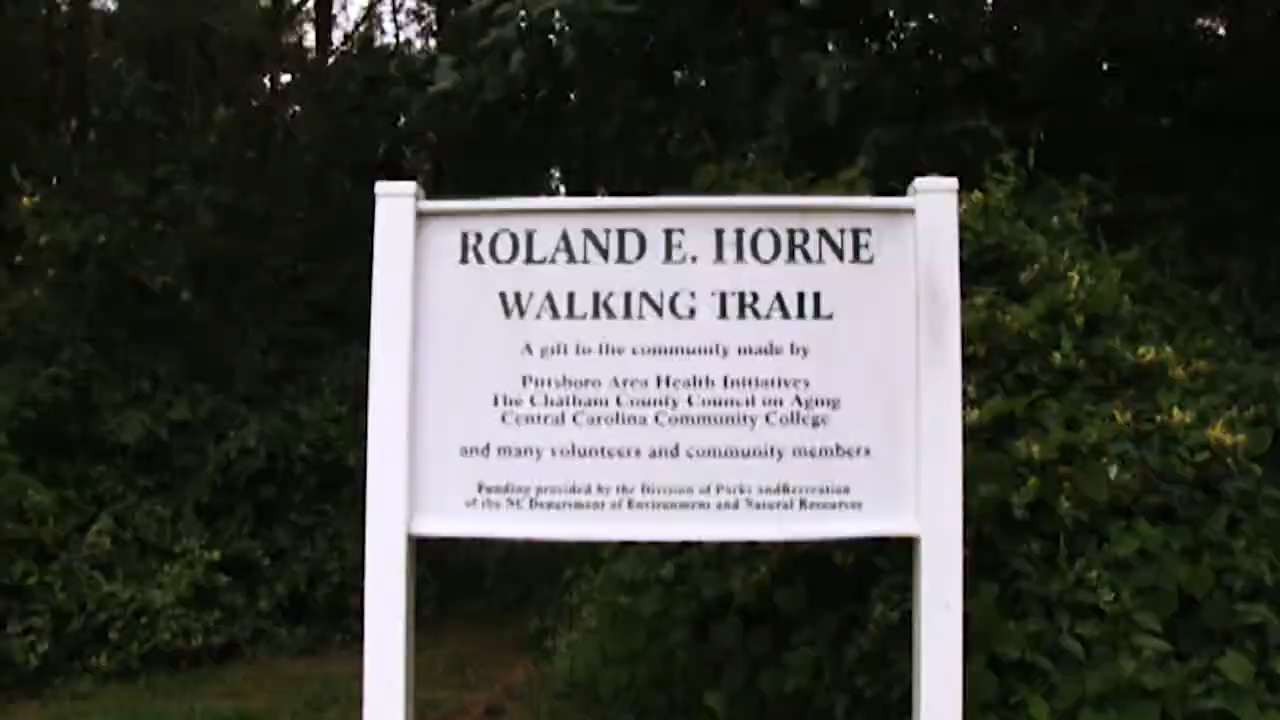 ROLAND E. HORNE
WALKING TRAIL
A gift to the community made by
Pittsboro Area Health Initiatives
The Chatham County Council on Aging
Central Carolina Community College
and many volunteers and community members
Funding provided by the Division of Parks andRecreation
of the NC Department of Environment and Natural Resources